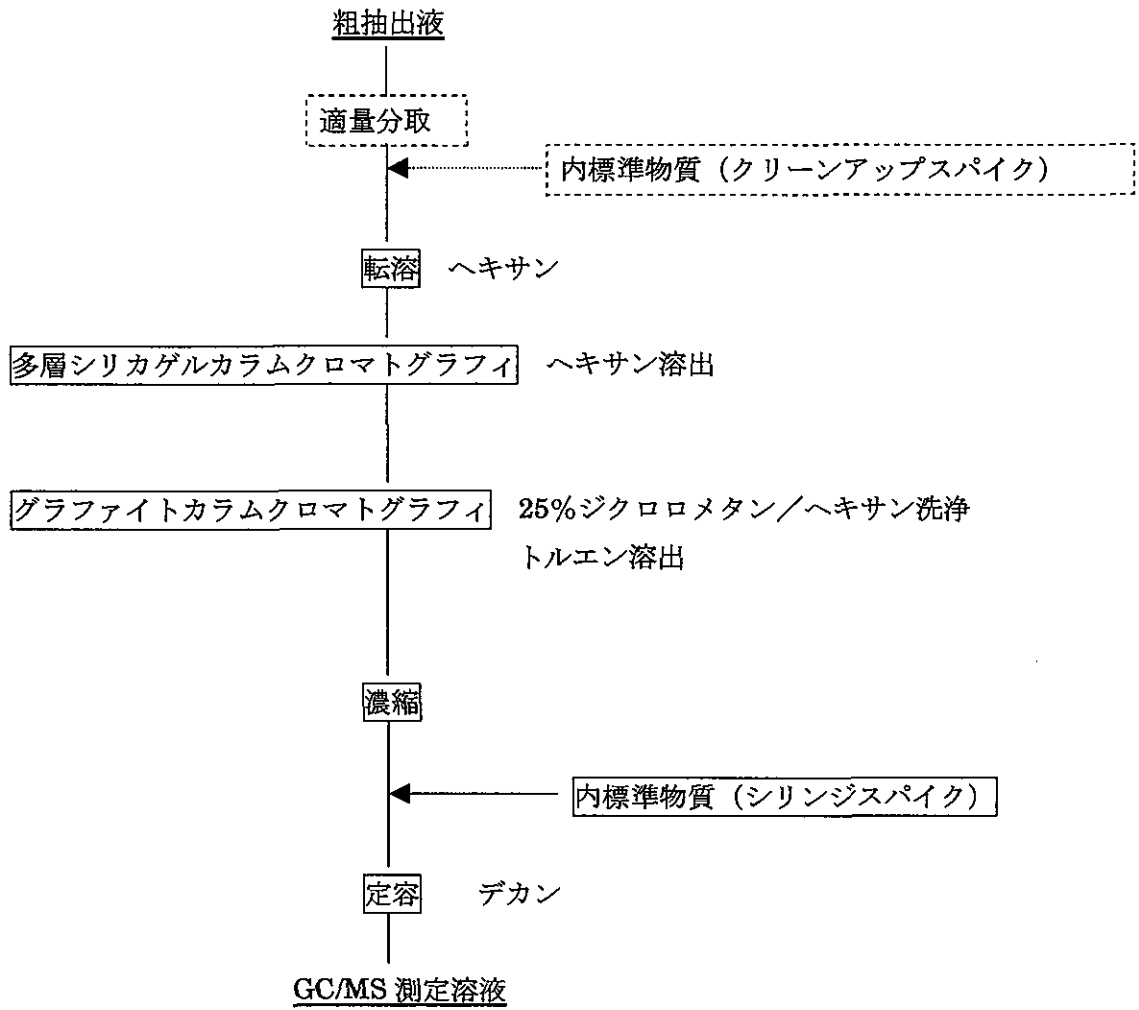 粗抽出液
適量分取
内標準物質（クリーンアップスパイク）
転溶 ヘキサン
多層シリカゲルカラムクロマトグラフィ ヘキサン溶出
グラファイトカラムクロマトグラフィ 25%ジクロロメタン／ヘキサン洗浄
トルエン溶出
濃縮
内標準物質（シリンジスパイク）
定容 デカン
GC/MS 測定溶液